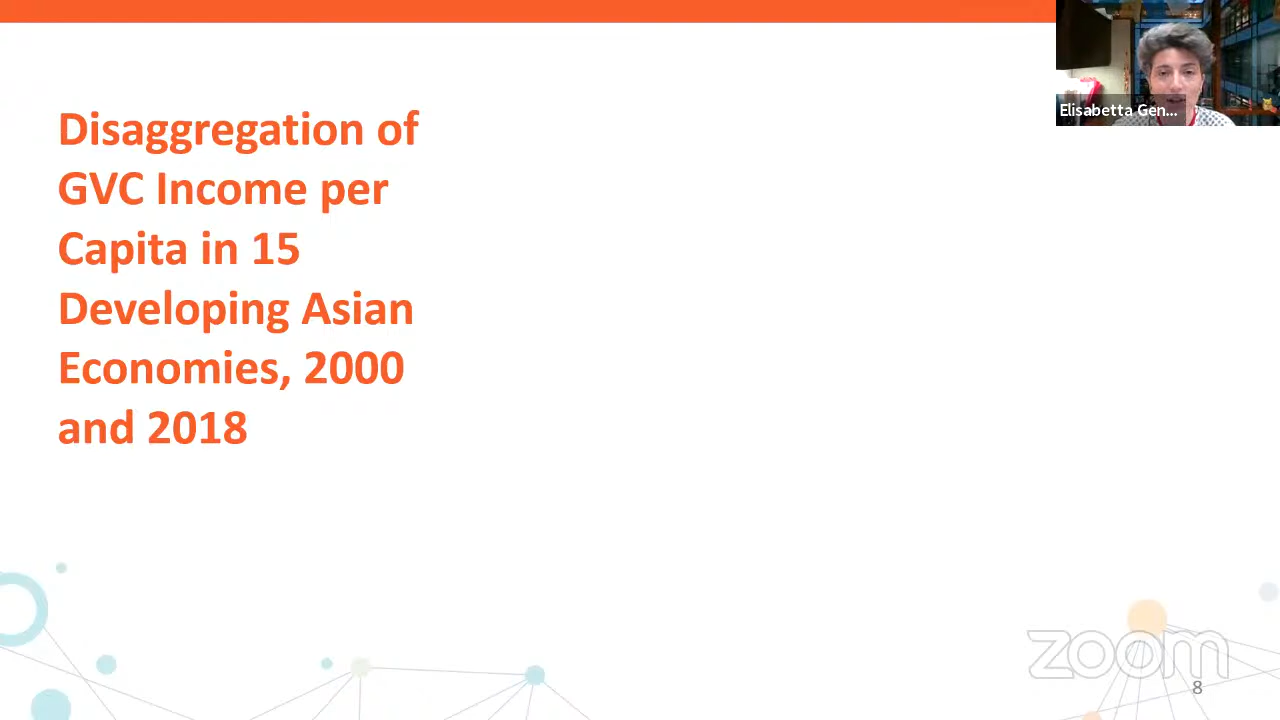 Disaggregation of
GVC Income per
Capita in 15
Developing Asian
Economies, 2000
and 2018
Elisabetta Gen...
zoom
8